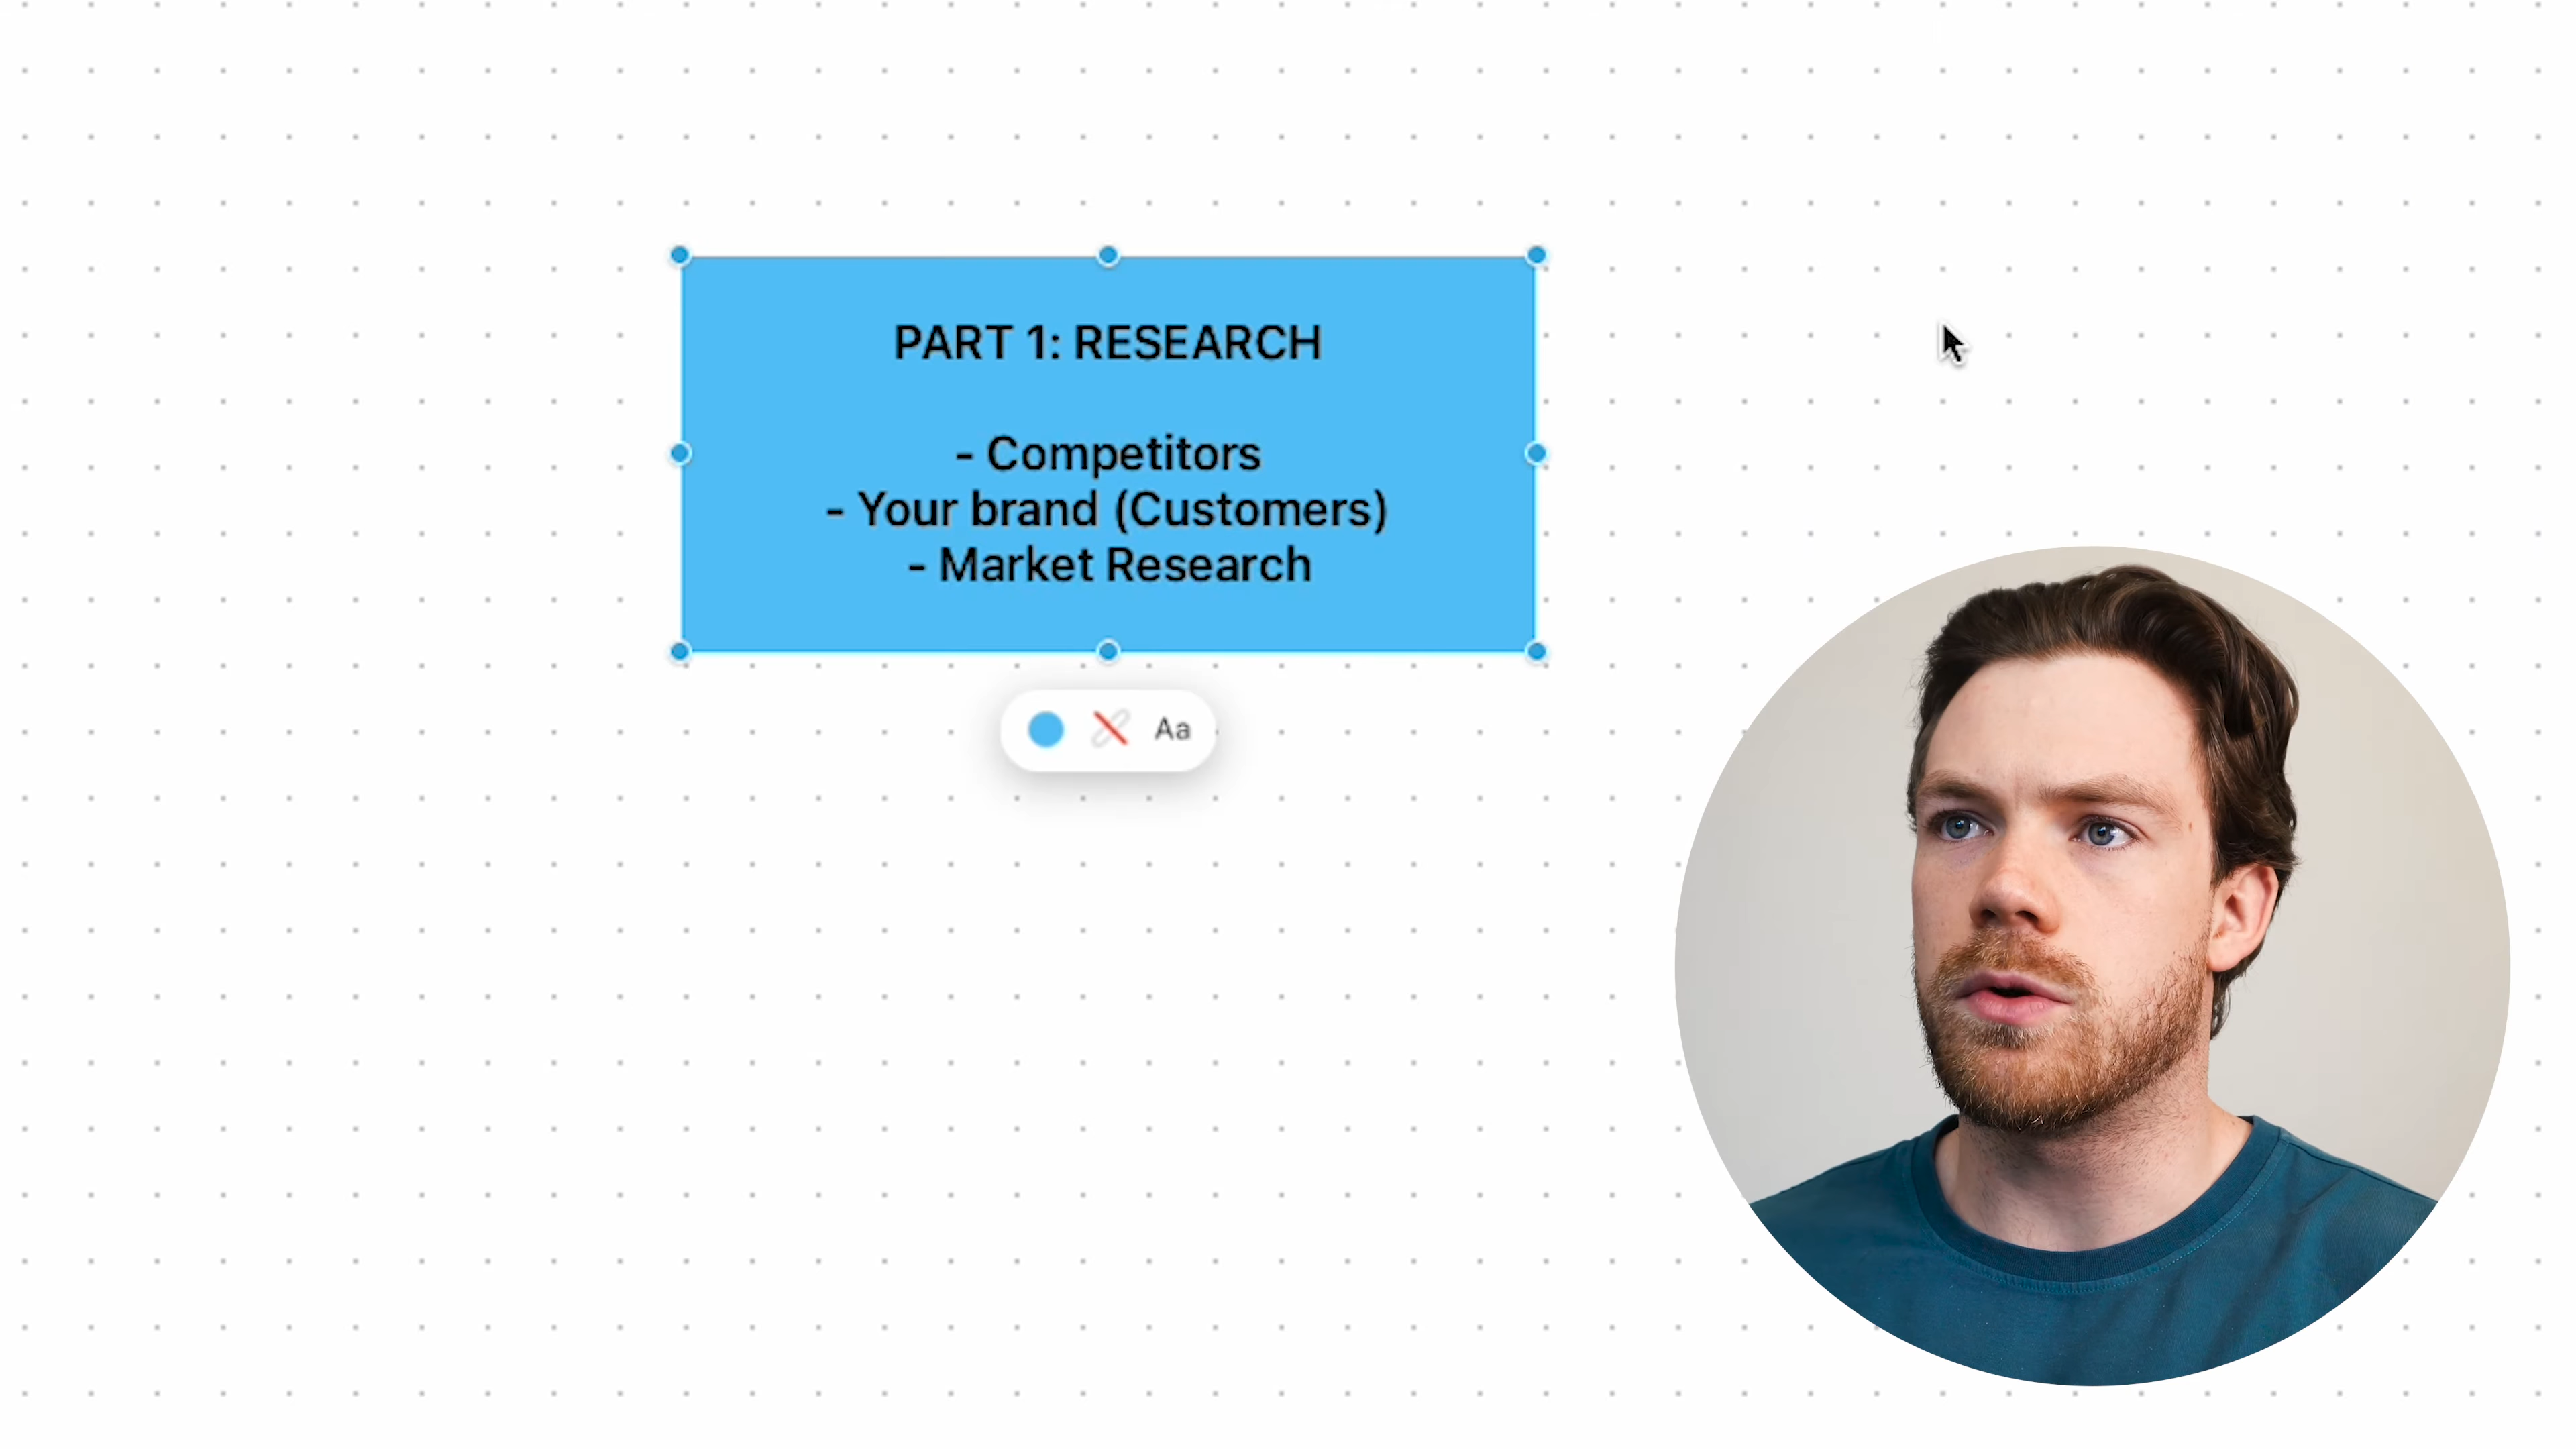 PART 1: RESEARCH
- Competitors
- Your brand (Customers)
- Market Research
Aa